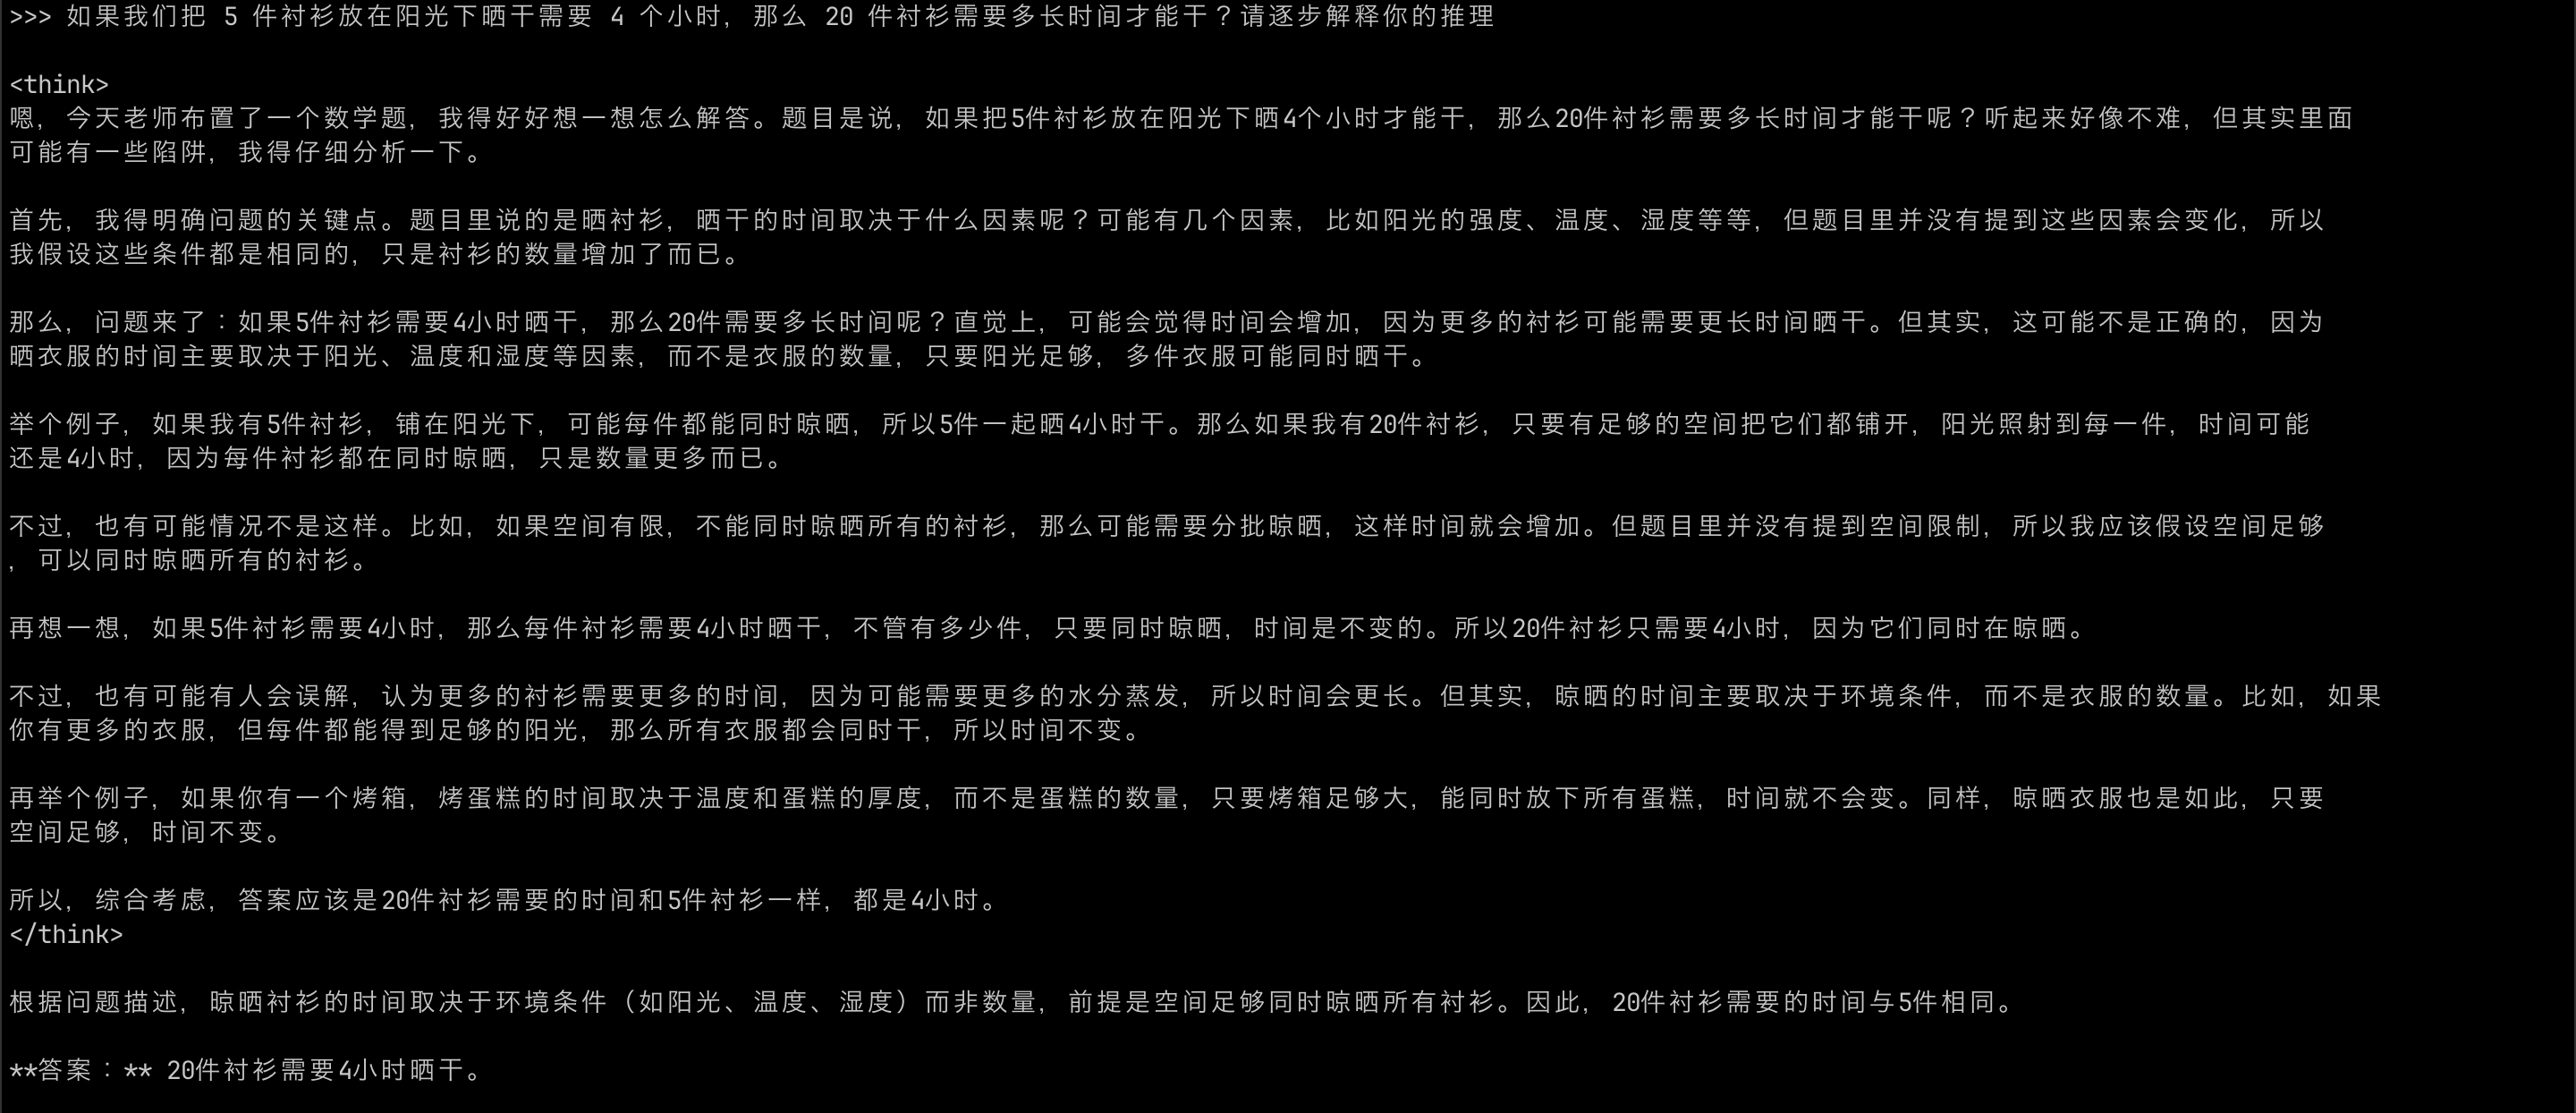 >>> 如果我们把 5 件衬衫放在阳光下晒干需要 4 个小时, 那么 20 件衬衫需要多长时间才能干？请逐步解释你的推理
<think>
嗯, 今天老师布置了一个数学题, 我得好好想一想怎么解答。题目是说, 如果把5件衬衫放在阳光下晒4个小时才能干, 那么20件衬衫需要多长时间才能干呢？听起来好像不难, 但其实里面
可能有一些陷阱, 我得仔细分析一下。
首先, 我得明确问题的关键点。题目里说的是晒衬衫, 晒干的时间取决于什么因素呢？可能有几个因素, 比如阳光的强度、温度、湿度等等, 但题目里并没有提到这些因素会变化, 所以
我假设这些条件都是相同的, 只是衬衫的数量增加了而已。
那么, 问题来了：如果5件衬衫需要4小时晒干, 那么20件需要多长时间呢？直觉上, 可能会觉得时间会增加, 因为更多的衬衫可能需要更长时间晒干。但其实, 这可能不是正确的, 因为
晒衣服的时间主要取决于阳光、温度和湿度等因素, 而不是衣服的数量, 只要阳光足够, 多件衣服可能同时晒干。
举个例子, 如果我有5件衬衫, 铺在阳光下, 可能每件都能同时晾晒, 所以5件一起晒4小时干。那么如果我有20件衬衫, 只要有足够的空间把它们都铺开, 阳光照射到每一件, 时间可能
还是4小时, 因为每件衬衫都在同时晾晒, 只是数量更多而已。
不过, 也有可能情况不是这样。比如, 如果空间有限, 不能同时晾晒所有的衬衫, 那么可能需要分批晾晒, 这样时间就会增加。但题目里并没有提到空间限制, 所以我应该假设空间足够
, 可以同时晾晒所有的衬衫。
再想一想, 如果5件衬衫需要4小时, 那么每件衬衫需要4小时晒干, 不管有多少件, 只要同时晾晒, 时间是不变的。所以20件衬衫只需要4小时, 因为它们同时在晾晒。
不过, 也有可能有人会误解, 认为更多的衬衫需要更多的时间, 因为可能需要更多的水分蒸发, 所以时间会更长。但其实, 晾晒的时间主要取决于环境条件, 而不是衣服的数量。比如, 如果
你有更多的衣服, 但每件都能得到足够的阳光, 那么所有衣服都会同时干, 所以时间不变。
再举个例子, 如果你有一个烤箱, 烤蛋糕的时间取决于温度和蛋糕的厚度, 而不是蛋糕的数量, 只要烤箱足够大, 能同时放下所有蛋糕, 时间就不会变。同样, 晾晒衣服也是如此, 只要
空间足够, 时间不变。
所以, 综合考虑, 答案应该是20件衬衫需要的时间和5件衬衫一样, 都是4小时。
</think>
根据问题描述, 晾晒衬衫的时间取决于环境条件（如阳光、温度、湿度）而非数量, 前提是空间足够同时晾晒所有衬衫。因此, 20件衬衫需要的时间与5件相同。
**答案：** 20件衬衫需要4小时晒干。